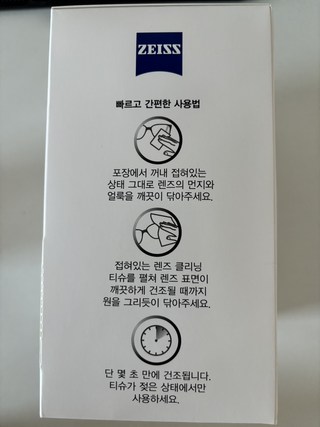 ZEISS
빠르고 간편한 사용법
포장에서 꺼내 접혀있는
상태 그대로 렌즈의 먼지와
얼룩을 깨끗이 닦아주세요.
접혀있는 렌즈 클리닝
티슈를 펼쳐 렌즈 표면이
깨끗하게 건조될 때까지
원을 그리듯이 닦아주세요.
단 몇 초 만에 건조됩니다.
티슈가 젖은 상태에서만
사용하세요.